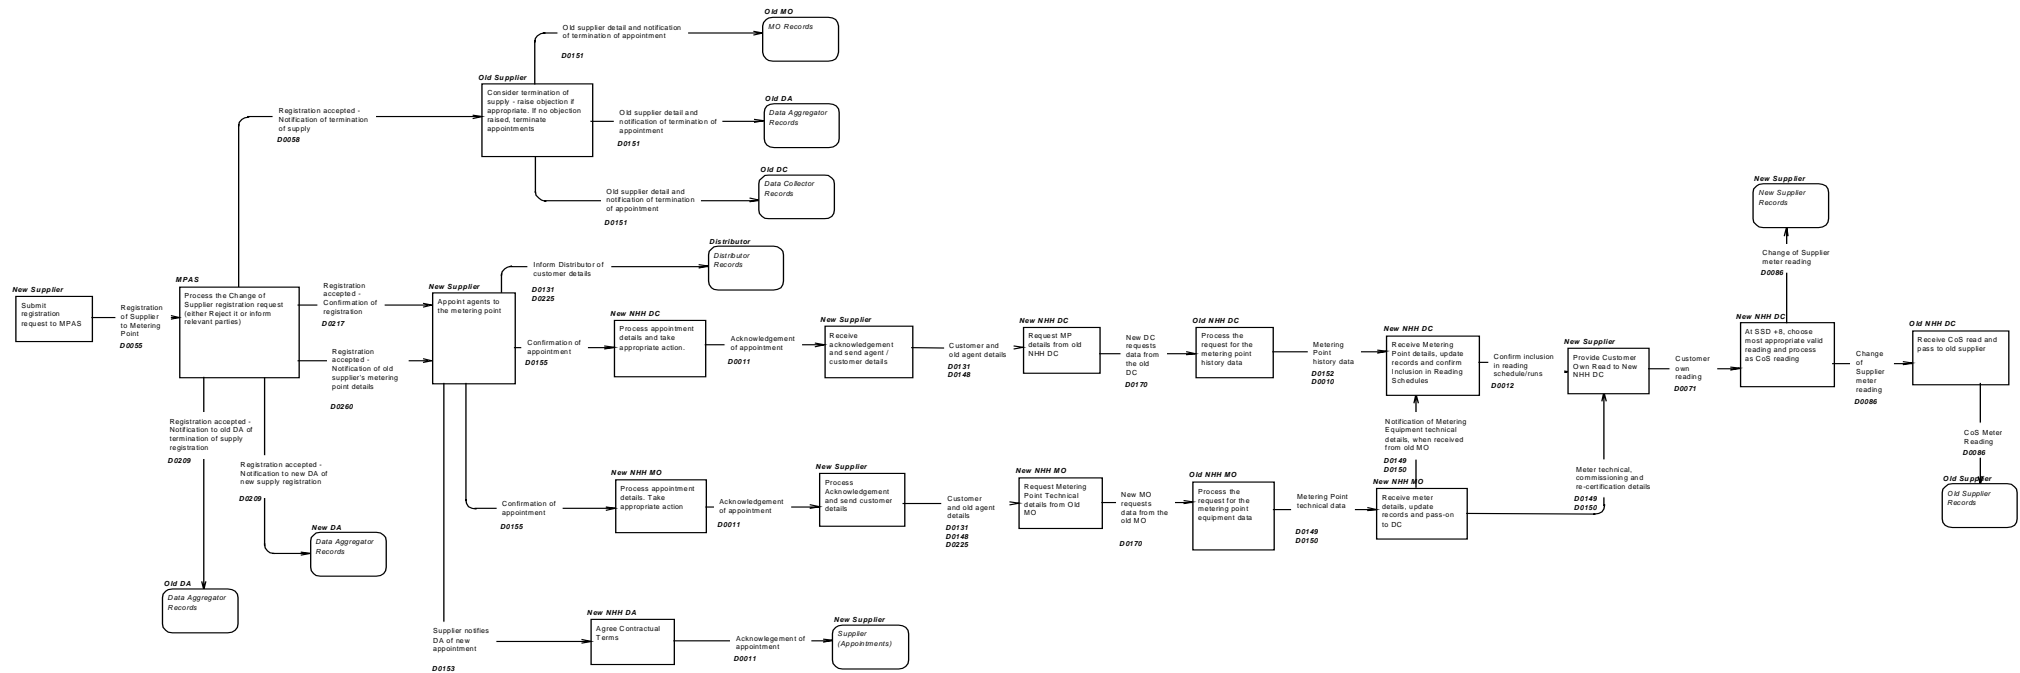 Old MO
MO Records
Old supplier detail and notification
of termination of appointment
D0151
Old Supplier
Consider termination of
supply - raise objection if
appropriate. If no objection
raised, terminate
appointments
Old DA
Data Aggregator
Records
Registration accepted -
Notification of termination
of supply
D0058
Old supplier detail and
notification of termination of
appointment
D0151
Old DC
Data Collector
Records
Old supplier detail and
notification of termination
of appointment
D0151
New Supplier
New Supplier
Records
Distributor
Distributor
Records
Inform Distributor of
customer details
D0131
D0225
Change of Supplier
meter reading
D0086
New Supplier
Submit
registration
request to MPAS
Registration
of Supplier
to Metering
Point
D0055
MPAS
Process the Change of
Supplier registration request
(either Reject it or inform
relevant parties)
Registration
accepted -
Confirmation of
registration
D0217
Registration
accepted -
Notification of old
supplier's metering
point details
D0260
New Supplier
Appoint agents to
the metering point
Confirmation of
appointment
D0155
New NHH DC
Process appointment
details and take
appropriate action.
Acknowledgement
of appointment
D0011
New Supplier
Receive
acknowledgement
and send agent /
customer details
Customer and
old agent details
D0131
D0148
New NHH DC
Request MP
details from old
NHH DC
New DC
requests
data from
the old
DC
D0170
Old NHH DC
Process the
request for the
metering point
history data
Metering
Point
history data
D0152
D0010
New NHH DC
Receive Metering
Point details, update
records and confirm
Inclusion in Reading
Schedules
Confirm inclusion
in reading
schedule/runs
D0012
New Supplier
Provide Customer
Own Read to New
NHH DC
Customer
own
reading
D0071
New NHH DC
At SSD +8, choose
most appropriate valid
reading and process
as CoS reading
Change
of
Supplier
meter
reading
D0086
Old NHH DC
Receive CoS read and
pass to old supplier
Registration accepted -
Notification to old DA of
termination of supply
registration
D0209
Registration accepted -
Notification to new DA of
new supply registration
D0209
Notification of Metering
Equipment technical
details, when received
from old MO
D0149
D0150
CoS Meter
Reading
D0086
Confirmation of
appointment
D0155
New NHH MO
Process appointment
details. Take
appropriate action
Acknowledgement
of appointment
D0011
New Supplier
Process
Acknowledgement
and send customer
details
Customer
and old agent
details
D0131
D0148
D0225
New NHH MO
Request Metering
Point Technical
details from Old
MO
New MO
requests
data from the
old MO
D0170
Old NHH MO
Process the
request for the
metering point
equipment data
Metering Point
technical data
D0149
D0150
New NHH MO
Receive meter
details, update
records and pass-on
to DC
Meter technical,
commissioning and
re-certification details
D0149
D0150
Old Supplier
Old Supplier
Records
New DA
Data Aggregator
Records
Old DA
Data Aggregator
Records
Supplier notifies
DA of new
appointment
D0153
New NHH DA
Agree Contractual
Terms
Acknowlegement of
appointment
D0011
New Supplier
Supplier
(Appointments)